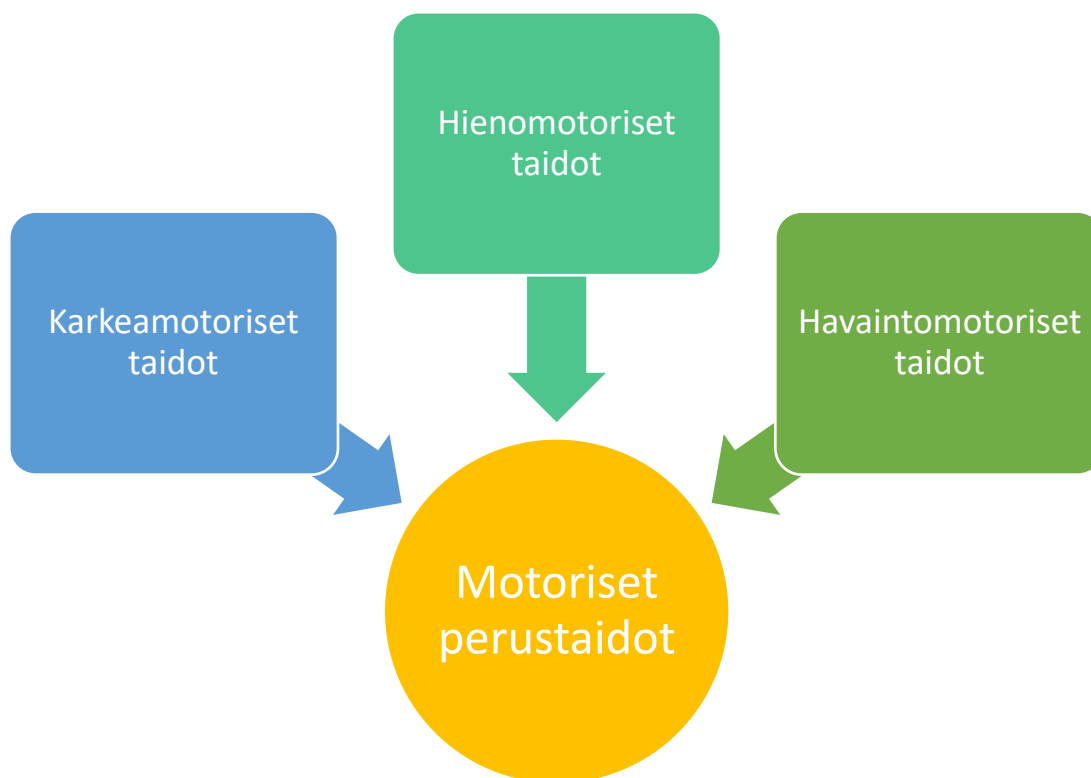 Hienomotoriset
taidot
Karkeamotoriset
taidot
Havaintomotoriset
taidot
Motoriset
perustaidot